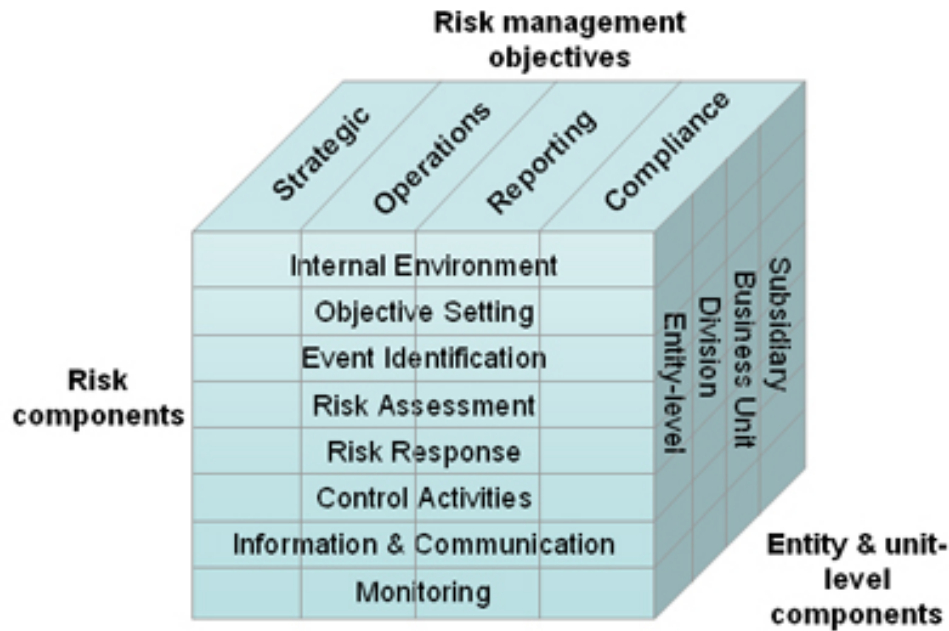 Risk management
objectives
Strategic
Operations
Reporting
Compliance
Internal Environment
Objective Setting
Event Identification
Risk Assessment
Risk Response
Control Activities
Information & Communication
Monitoring
Risk
components
Entity-level
Division
Business Unit
Subsidiary
Entity & unit-
level
components